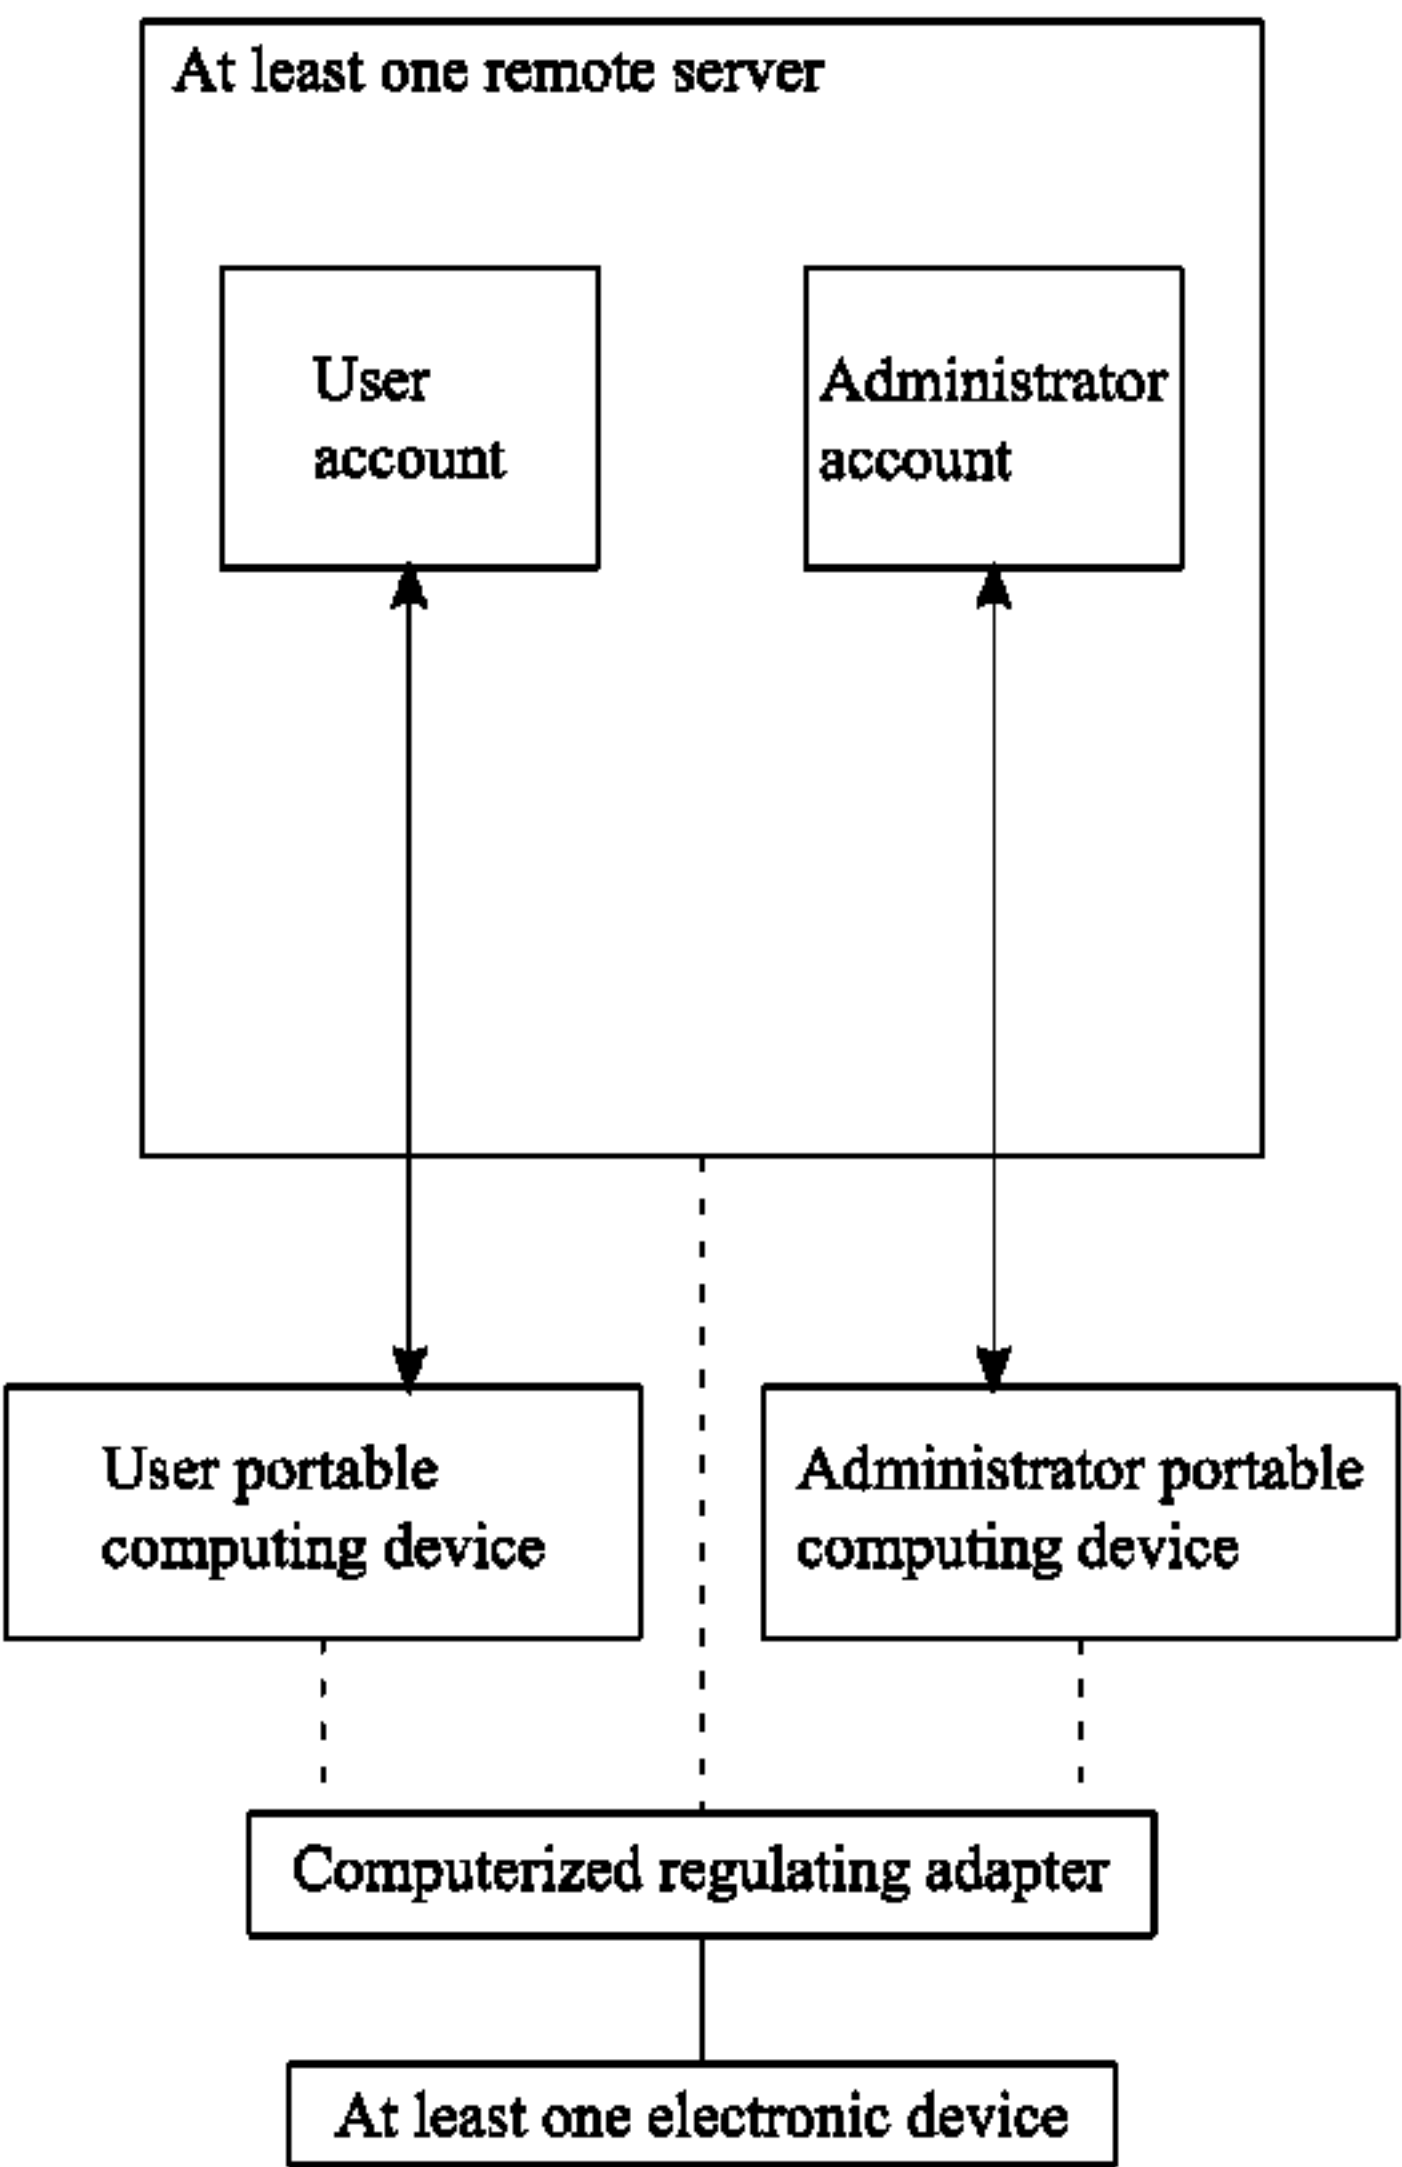 At least one remote server
User
account
Administrator
account
User portable
computing device
Administrator portable
computing device
Computerized regulating adapter
At least one electronic device